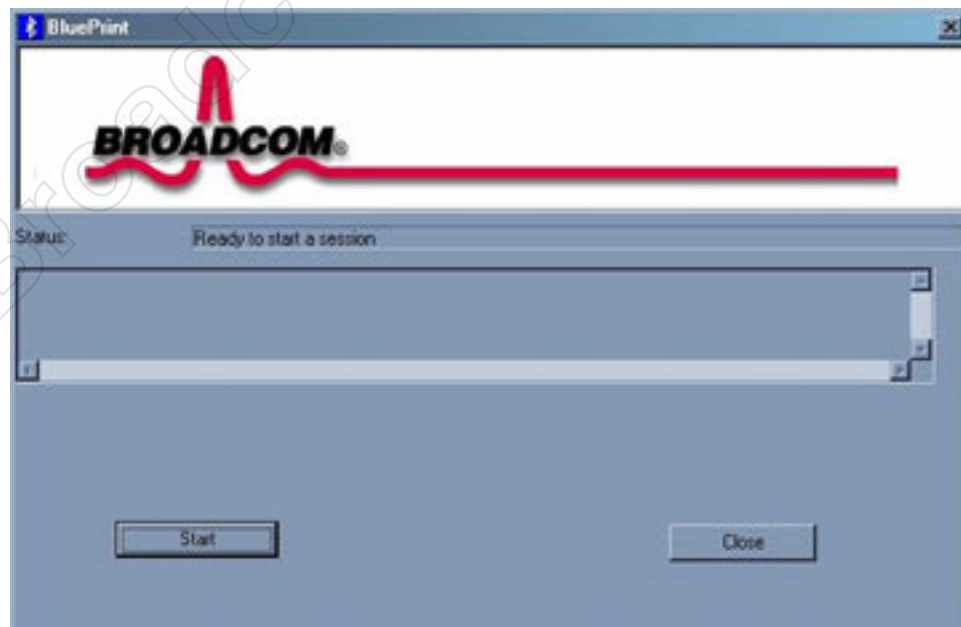 BluePrint
BROADCOM®
Status: Ready to start a session
Start
Close